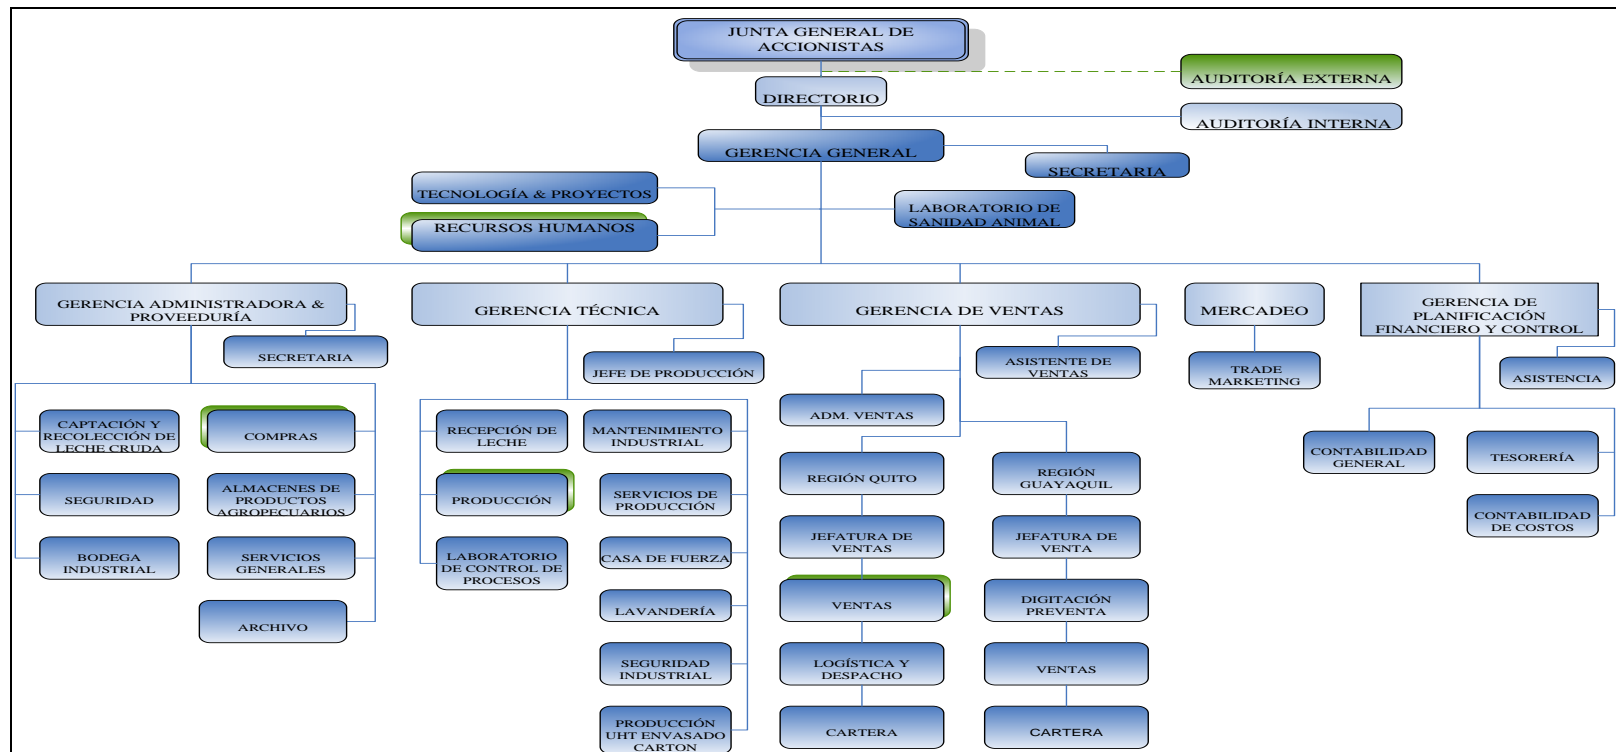 JUNTA GENERAL DE
ACCIONISTAS
AUDITORÍA EXTERNA
DIRECTORIO
AUDITORÍA INTERNA
GERENCIA GENERAL
SECRETARIA
TECNOLOGÍA & PROYECTOS
LABORATORIO DE
SANIDAD ANIMAL
RECURSOS HUMANOS
GERENCIA ADMINISTRADORA &
PROVEEDURÍA
SECRETARIA
GERENCIA TÉCNICA
JEFE DE PRODUCCIÓN
GERENCIA DE VENTAS
ASISTENTE DE
VENTAS
MERCADEO
TRADE
MARKETING
GERENCIA DE
PLANIFICACIÓN
FINANCIERO Y CONTROL
ASISTENCIA
CAPTACIÓN Y
RECOLECCIÓN DE
LECHE CRUDA
COMPRAS
SEGURIDAD
ALMACENES DE
PRODUCTOS
AGROPECUARIOS
BODEGA
INDUSTRIAL
SERVICIOS
GENERALES
ARCHIVO
RECEPCIÓN DE
LECHE
MANTENIMIENTO
INDUSTRIAL
PRODUCCIÓN
SERVICIOS DE
PRODUCCIÓN
LABORATORIO
DE CONTROL DE
PROCESOS
CASA DE FUERZA
LAVANDERÍA
SEGURIDAD
INDUSTRIAL
PRODUCCIÓN
UHT ENVASADO
CARTON
ADM. VENTAS
REGIÓN QUITO
REGIÓN
GUAYAQUIL
JEFATURA DE
VENTAS
JEFATURA DE
VENTA
VENTAS
DIGITACIÓN
PREVENTA
LOGÍSTICA Y
DESPACHO
VENTAS
CARTERA
CARTERA
CONTABILIDAD
GENERAL
TESORERÍA
CONTABILIDAD
DE COSTOS